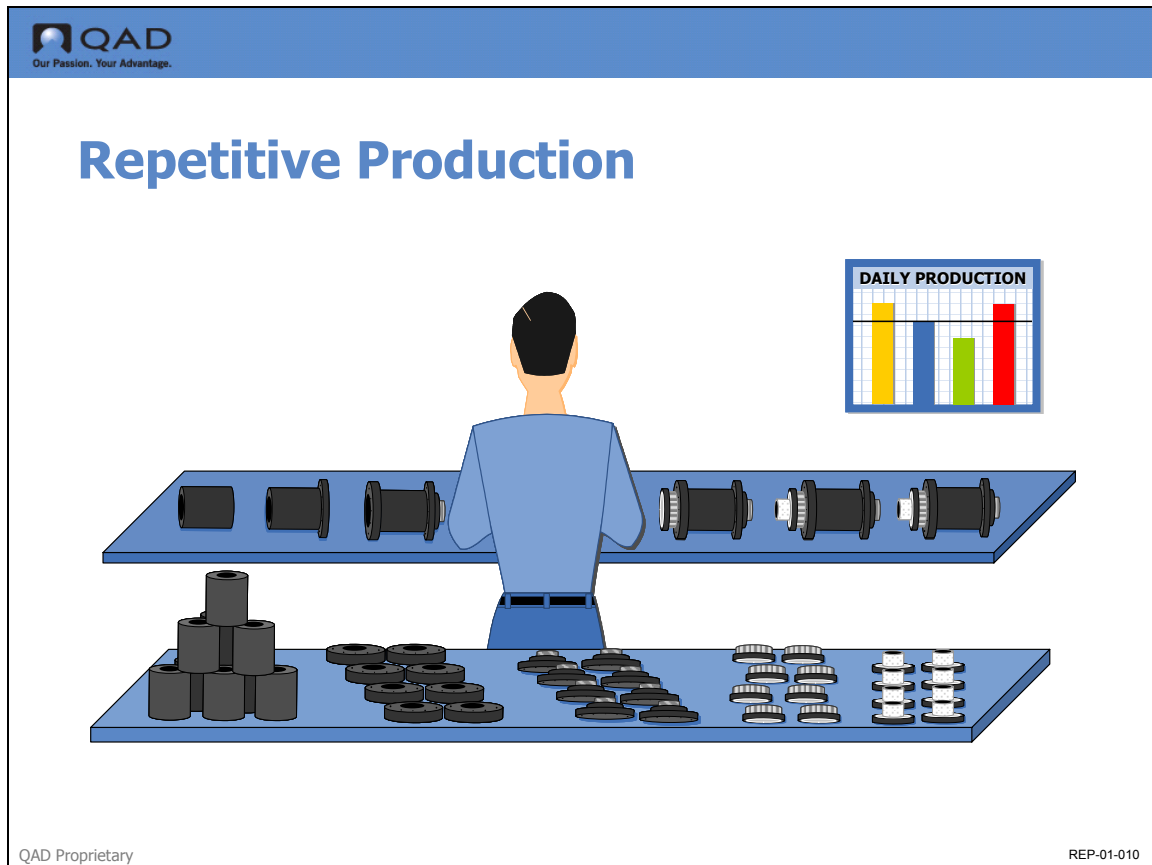 QAD
Our Passion. Your Advantage.
Repetitive Production
DAILY PRODUCTION
QAD Proprietary
REP-01-010